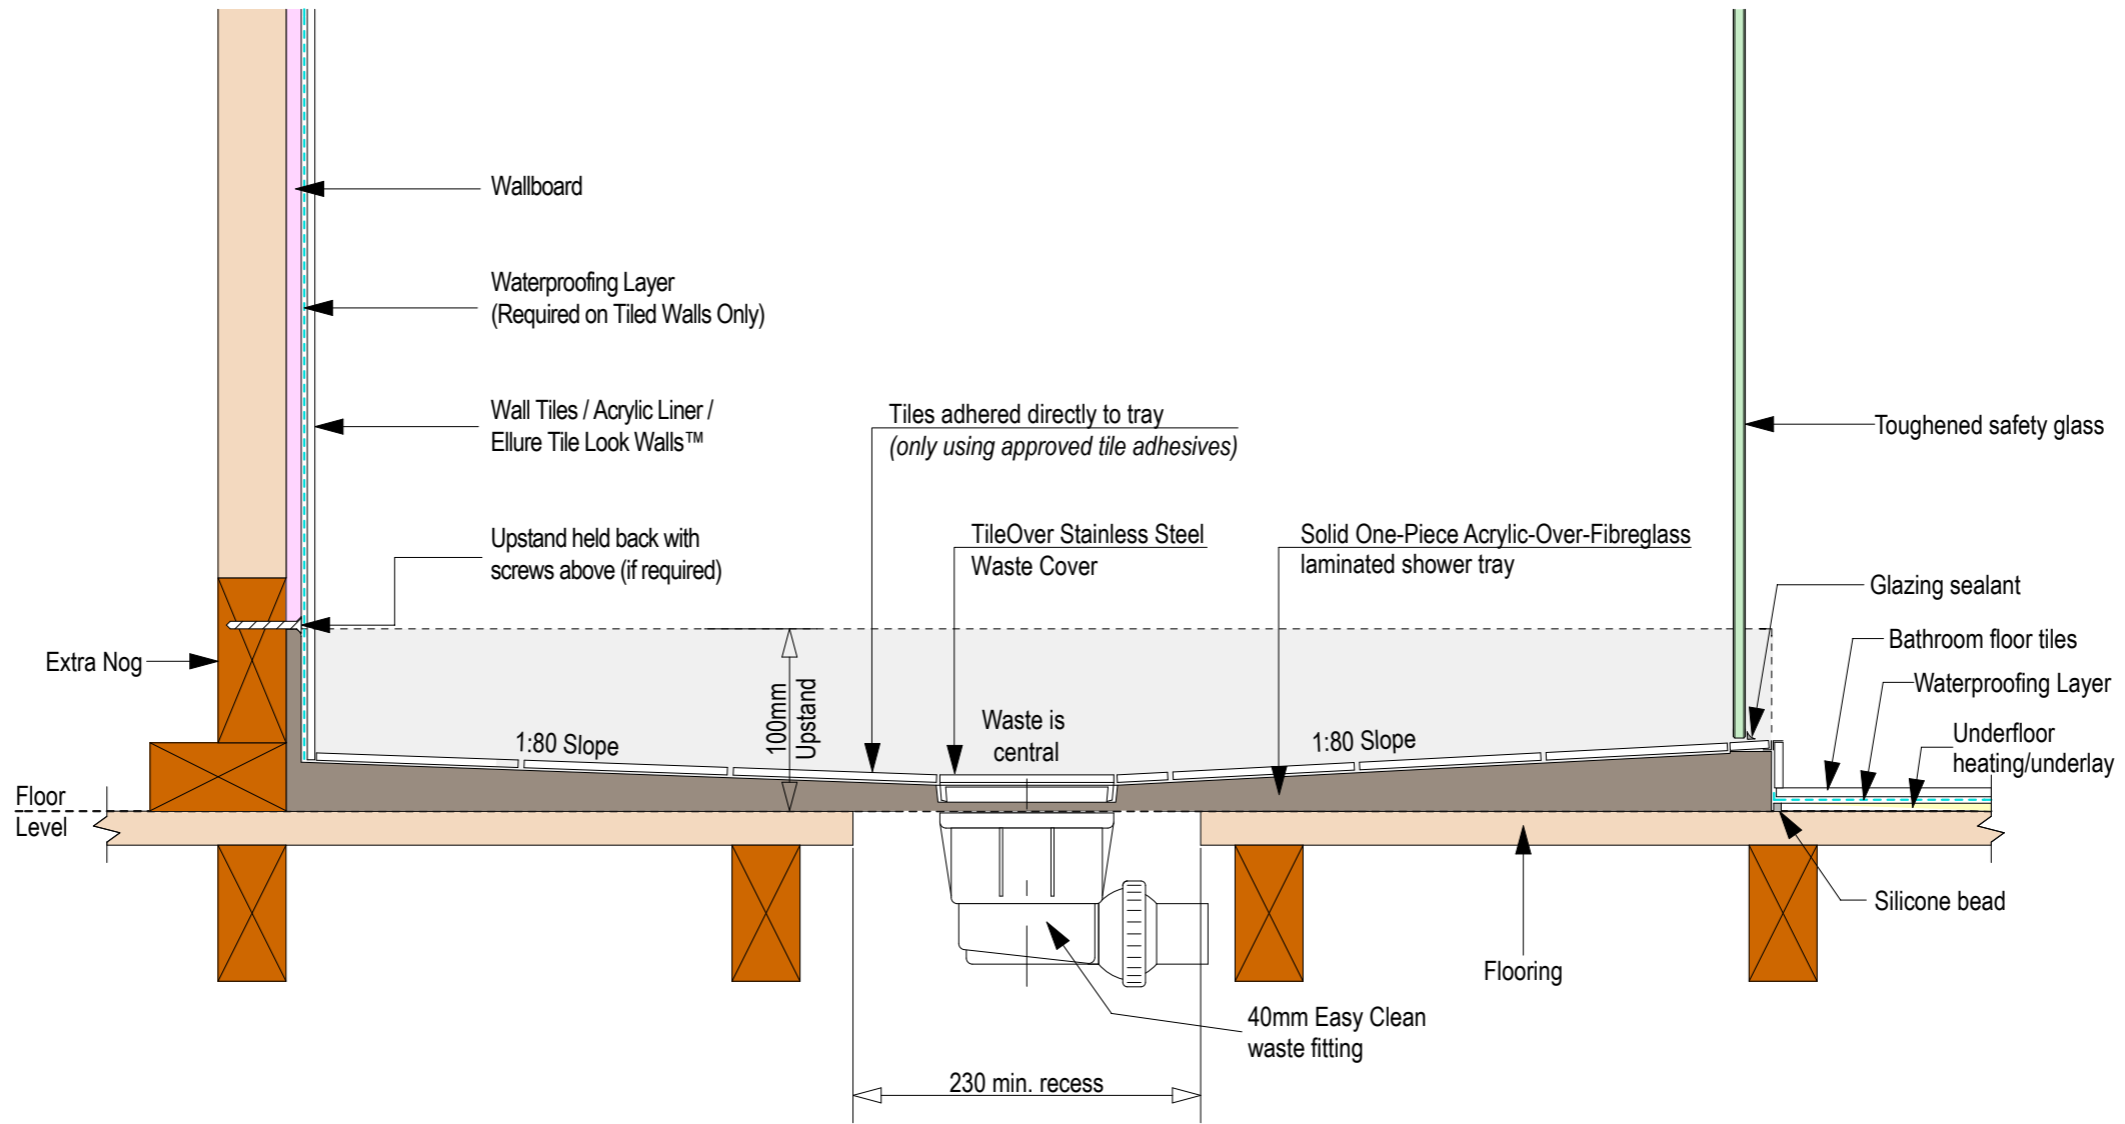 Wallboard
Waterproofing Layer
(Required on Tiled Walls Only)
Wall Tiles / Acrylic Liner /
Ellure Tile Look Walls™
Tiles adhered directly to tray
(only using approved tile adhesives)
Toughened safety glass
Upstand held back with
screws above (if required)
TileOver Stainless Steel
Waste Cover
Solid One-Piece Acrylic-Over-Fibreglass
laminated shower tray
Glazing sealant
Bathroom floor tiles
Extra Nog
Waterproofing Layer
100mm
Upstand
Waste is
central
1:80 Slope
1:80 Slope
Underfloor
heating/underlay
Floor
Level
Silicone bead
Flooring
40mm Easy Clean
waste fitting
230 min. recess